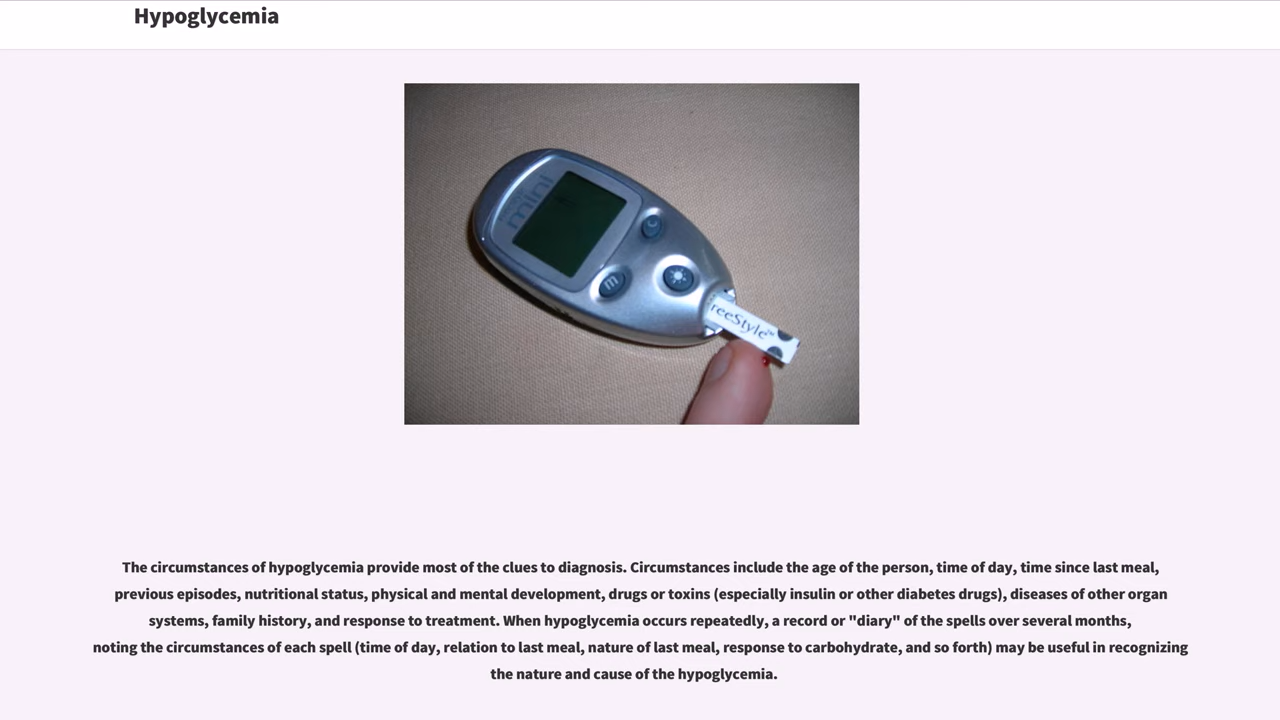 Hypoglycemia
mini
m
reeStyle
The circumstances of hypoglycemia provide most of the clues to diagnosis. Circumstances include the age of the person, time of day, time since last meal,
previous episodes, nutritional status, physical and mental development, drugs or toxins (especially insulin or other diabetes drugs), diseases of other organ
systems, family history, and response to treatment. When hypoglycemia occurs repeatedly, a record or "diary" of the spells over several months,
noting the circumstances of each spell (time of day, relation to last meal, nature of last meal, response to carbohydrate, and so forth) may be useful in recognizing
the nature and cause of the hypoglycemia.